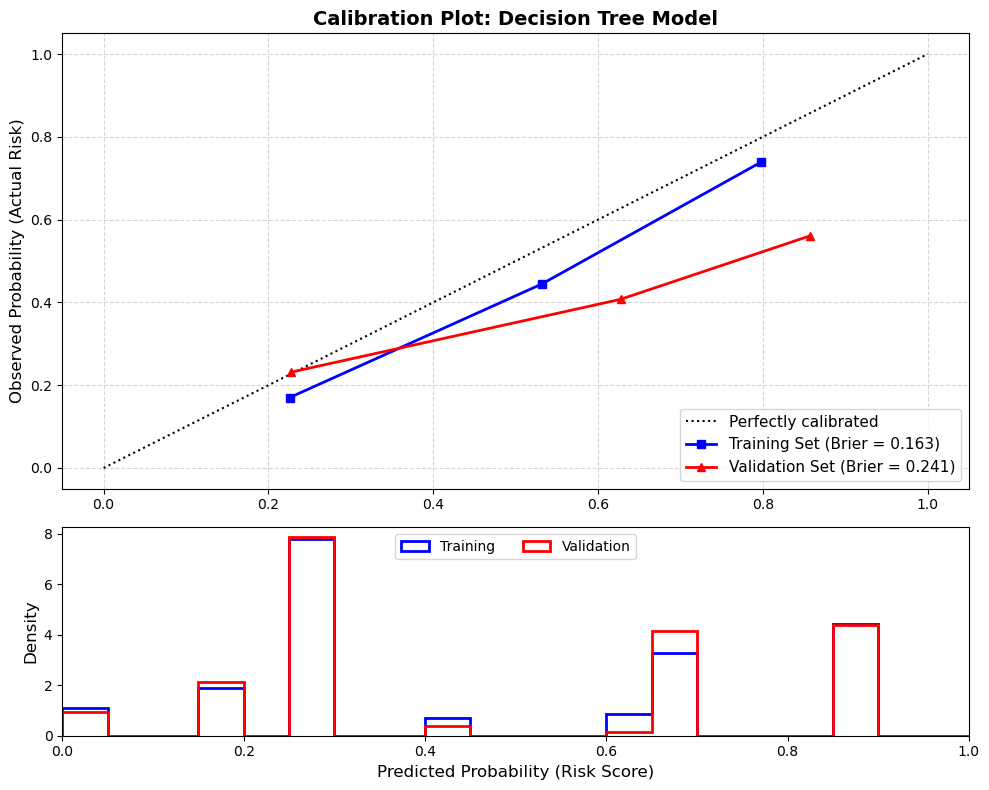 Calibration Plot: Decision Tree Model
Observed Probability (Actual Risk)
1.0
0.8
0.6
0.4
0.2
0.0
Perfectly calibrated
Training Set (Brier = 0.163)
Validation Set (Brier = 0.241)
0.0 0.2 0.4 0.6 0.8 1.0
Density
8
6
4
2
0
Training Validation
0.0 0.2 0.4 0.6 0.8 1.0
Predicted Probability (Risk Score)